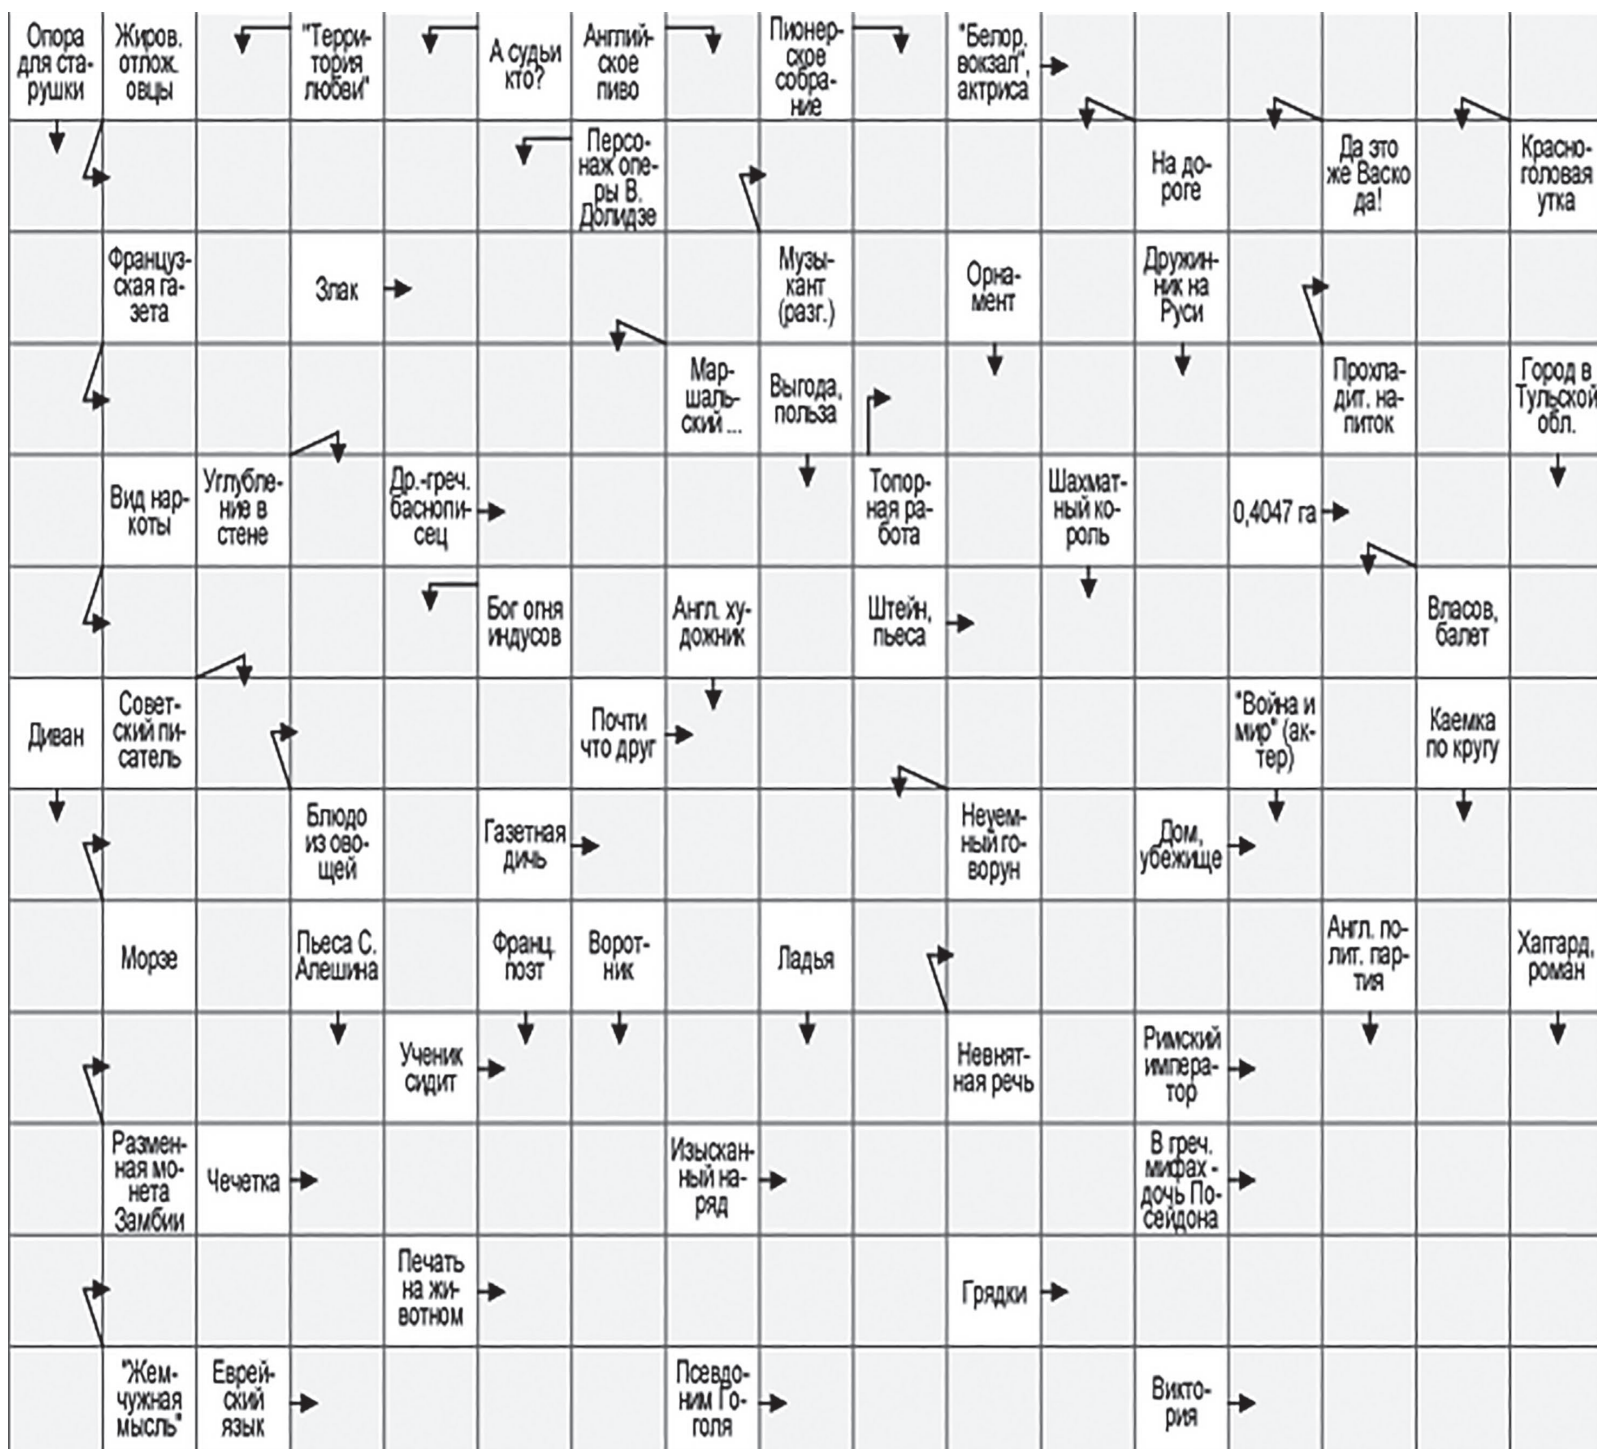 Опора
для ста-
рушки
Жиров.
отлож.
овцы
"Терри-
тория
любви"
А судьи
кто?
Англий-
ское
пиво
Пионер-
ское
собра-
ние
"Белор.
вокзал",
актриса
Персо-
наж опе-
ры В.
Долидзе
На до-
роге
Да это
же Васко
да!
Красно-
головая
утка
Француз-
ская га-
зета
Злак
Музы-
кант
(разг.)
Орна-
мент
Дружин-
ник на
Руси
Мар-
шаль-
ский ...
Выгода,
польза
Прохла-
дит. на-
питок
Город в
Тульской
обл.
Вид нар-
коты
Углубле-
ние в
стене
Др.-греч.
баснопи-
сец
Топор-
ная ра-
бота
Шахмат-
ный ко-
роль
0,4047 га
Бог огня
индусов
Англ. ху-
дожник
Штейн,
пьеса
Власов,
балет
Диван
Совет-
ский пи-
сатель
Почти
что друг
"Война и
мир" (ак-
тер)
Каемка
по кругу
Блюдо
из ово-
щей
Газетная
дичь
Неуем-
ный го-
ворун
Дом,
убежище
Морзе
Пьеса С.
Алешина
Франц.
поэт
Ворот-
ник
Ладья
Англ. по-
лит. пар-
тия
Хаггард,
роман
Ученик
сидит
Невнят-
ная речь
Римский
импера-
тор
Размен-
ная мо-
нета
Замбии
Чечетка
Изыскан-
ный на-
ряд
В греч.
мифах -
дочь По-
сейдона
Печать
на жи-
вотном
Грядки
"Жем-
чужная
мысль"
Еврей-
ский
язык
Псевдо-
ним Го-
голя
Викто-
рия